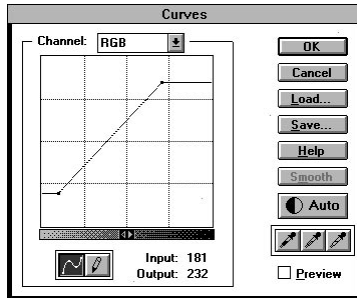 Curves
Channel: RGB
OK
Cancel
Load...
Save...
Help
Smooth
Auto
Input: 181
Output: 232
Preview